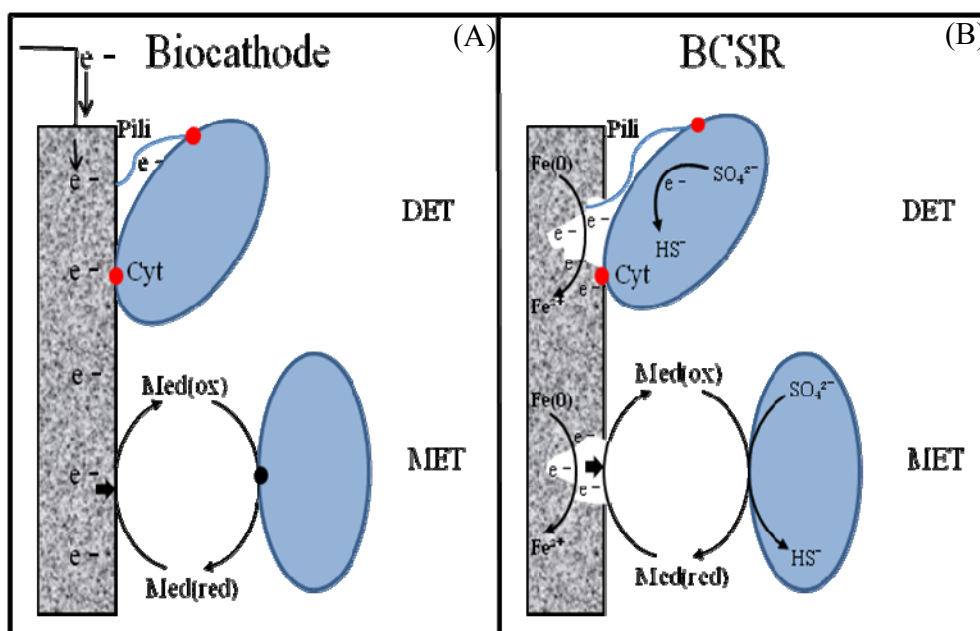 (A)
Biocathode
e -
Pili
e -
e -
e -
DET
e -
Cyt
e -
Med(ox)
MET
e -
e -
Med(red)
(B)
BCSR
Pili
Fe(0)
SO₄²⁻
e -
e -
e -
DET
HS⁻
e -
Cyt
e -
Fe²⁺
Med(ox)
Fe(0)
SO₄²⁻
e -
e -
MET
e -
Fe²⁺
HS⁻
Med(red)